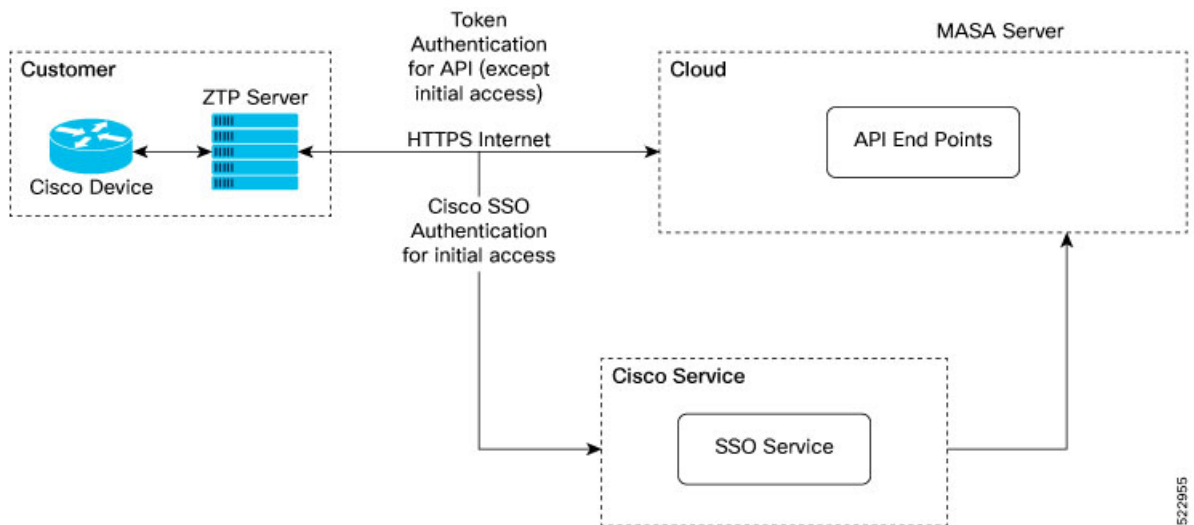 Token
Authentication
for API (except
initial access)
MASA Server
Customer
Cloud
ZTP Server
API End Points
HTTPS Internet
Cisco Device
Cisco SSO
Authentication
for initial access
Cisco Service
SSO Service
522955